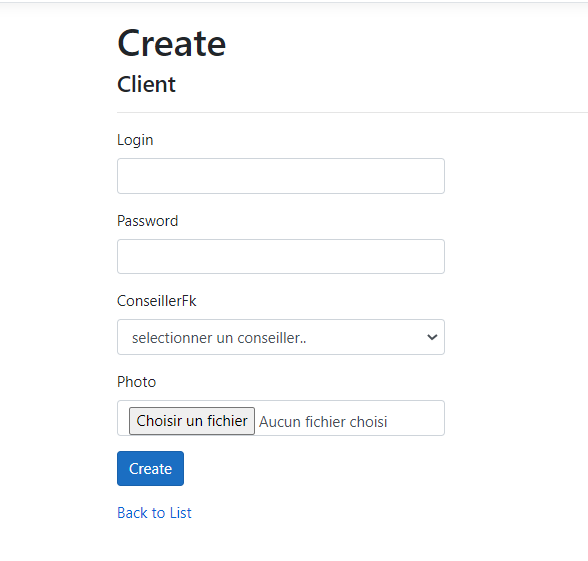 Create
Client
Login
Password
ConseillerFk
selectionner un conseiller..
Photo
Choisir un fichier Aucun fichier choisi
Create
Back to List